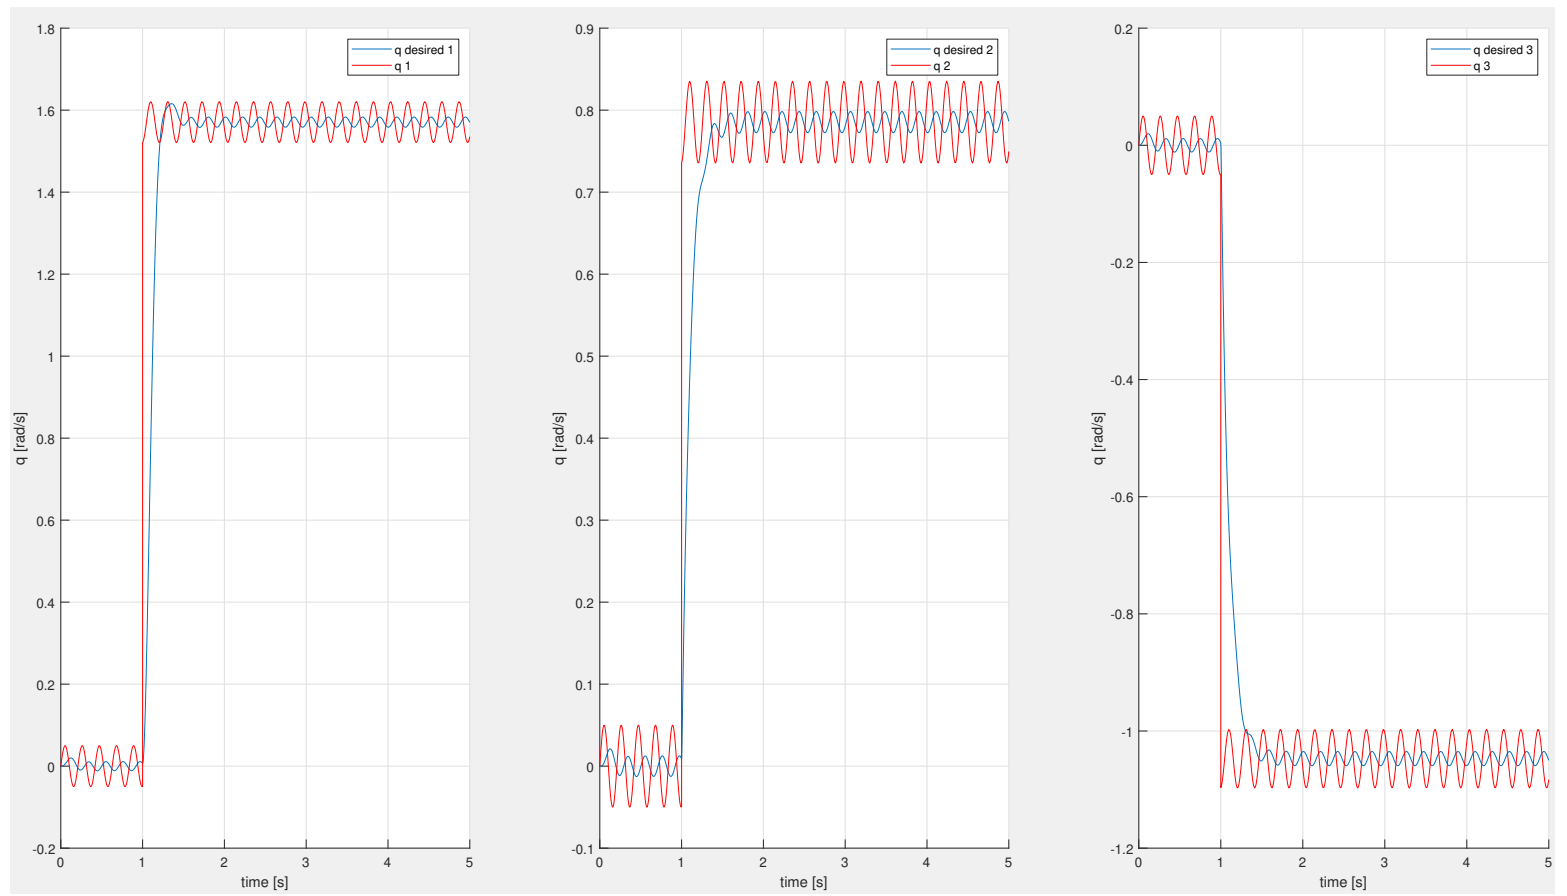 q desired 1
q 1
1.8
1.6
1.4
1.2
1
0.8
0.6
0.4
0.2
0
-0.2
q [rad/s]
0 1 2 3 4 5
time [s]
q desired 2
q 2
0.9
0.8
0.7
0.6
0.5
0.4
0.3
0.2
0.1
0
-0.1
q [rad/s]
0 1 2 3 4 5
time [s]
q desired 3
q 3
0.2
0
-0.2
-0.4
-0.6
-0.8
-1
-1.2
q [rad/s]
0 1 2 3 4 5
time [s]